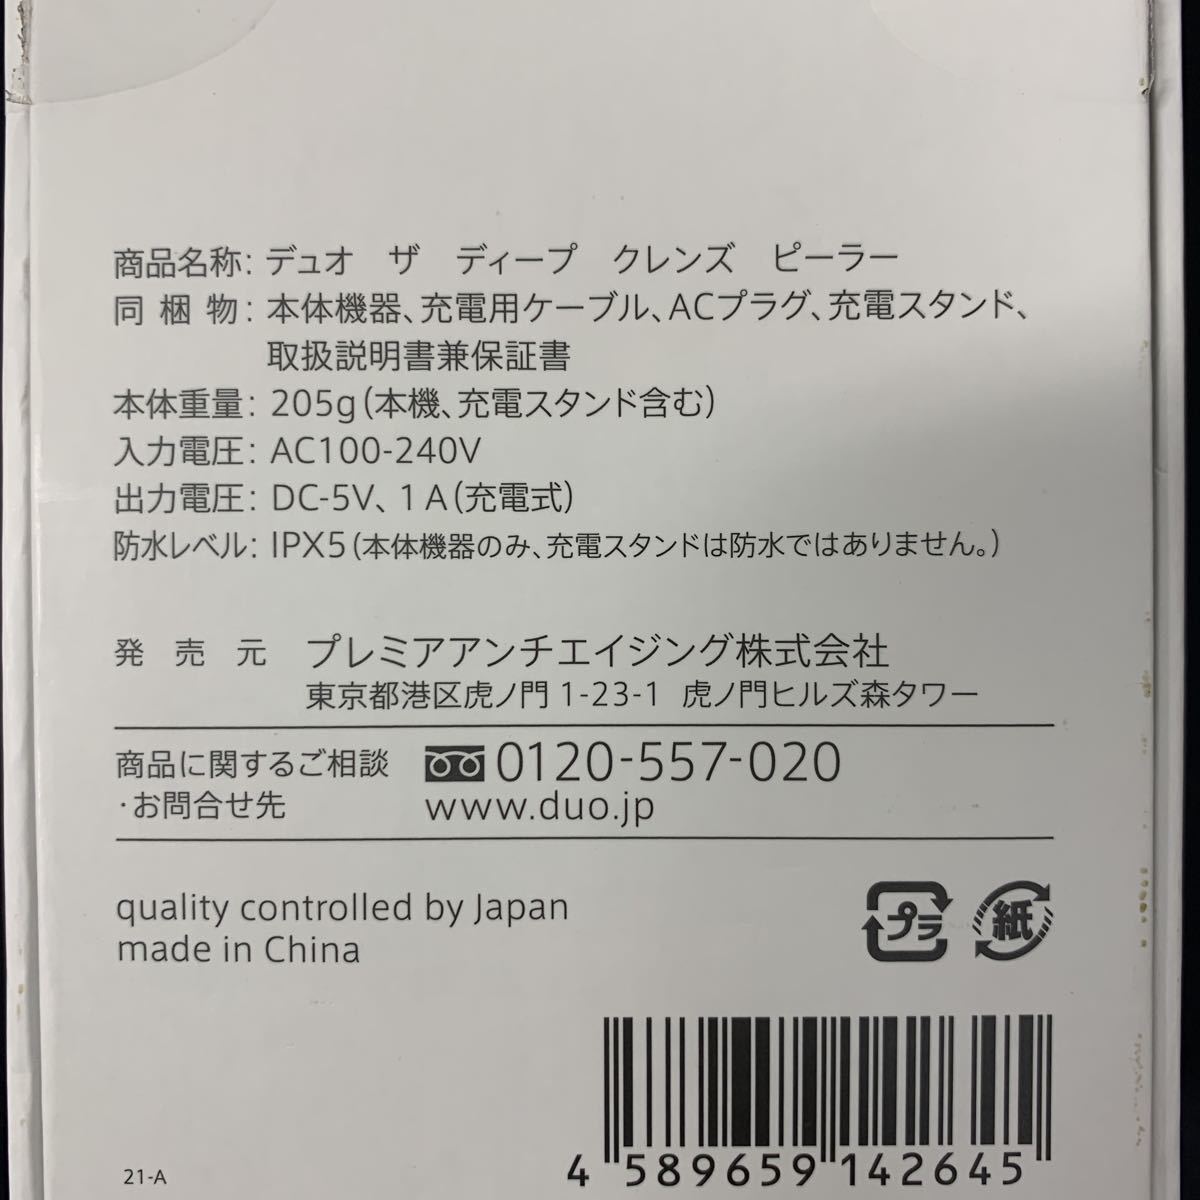 商品名称: デュオ ザ ディープ クレンズ ピーラー
同梱物: 本体機器、充電用ケーブル、ACプラグ、充電スタンド、
取扱説明書兼保証書
本体重量: 205g(本機、充電スタンド含む)
入力電圧: AC100-240V
出力電圧: DC-5V、1A(充電式)
防水レベル: IPX5(本体機器のみ、充電スタンドは防水ではありません。)
発売元 プレミアアンチエイジング株式会社
東京都港区虎ノ門1-23-1 虎ノ門ヒルズ森タワー
商品に関するご相談
・お問合せ先
0120-557-020
www.duo.jp
quality controlled by Japan
made in China
プラ 紙
21-A
4 589659 142645